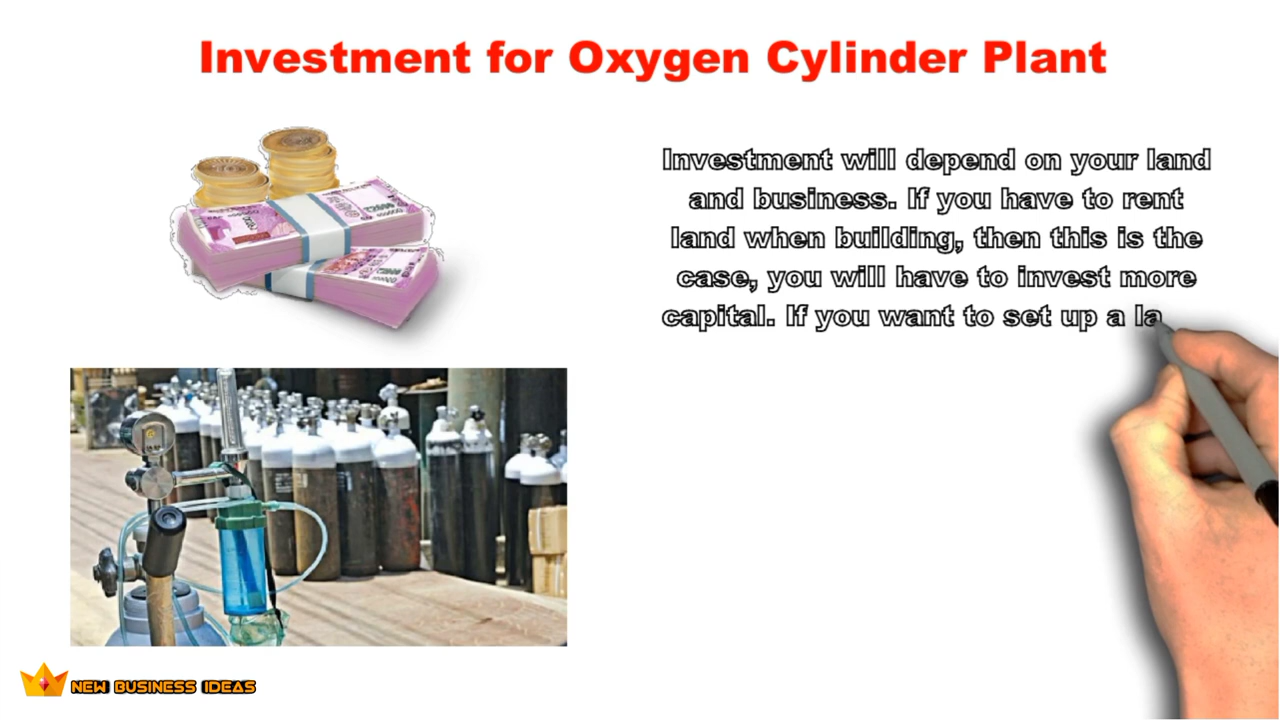 Investment for Oxygen Cylinder Plant
Investment will depend on your land
and business. If you have to rent
land when building, then this is the
case, you will have to invest more
capital. If you want to set up a la
NEW BUSINESS IDEAS